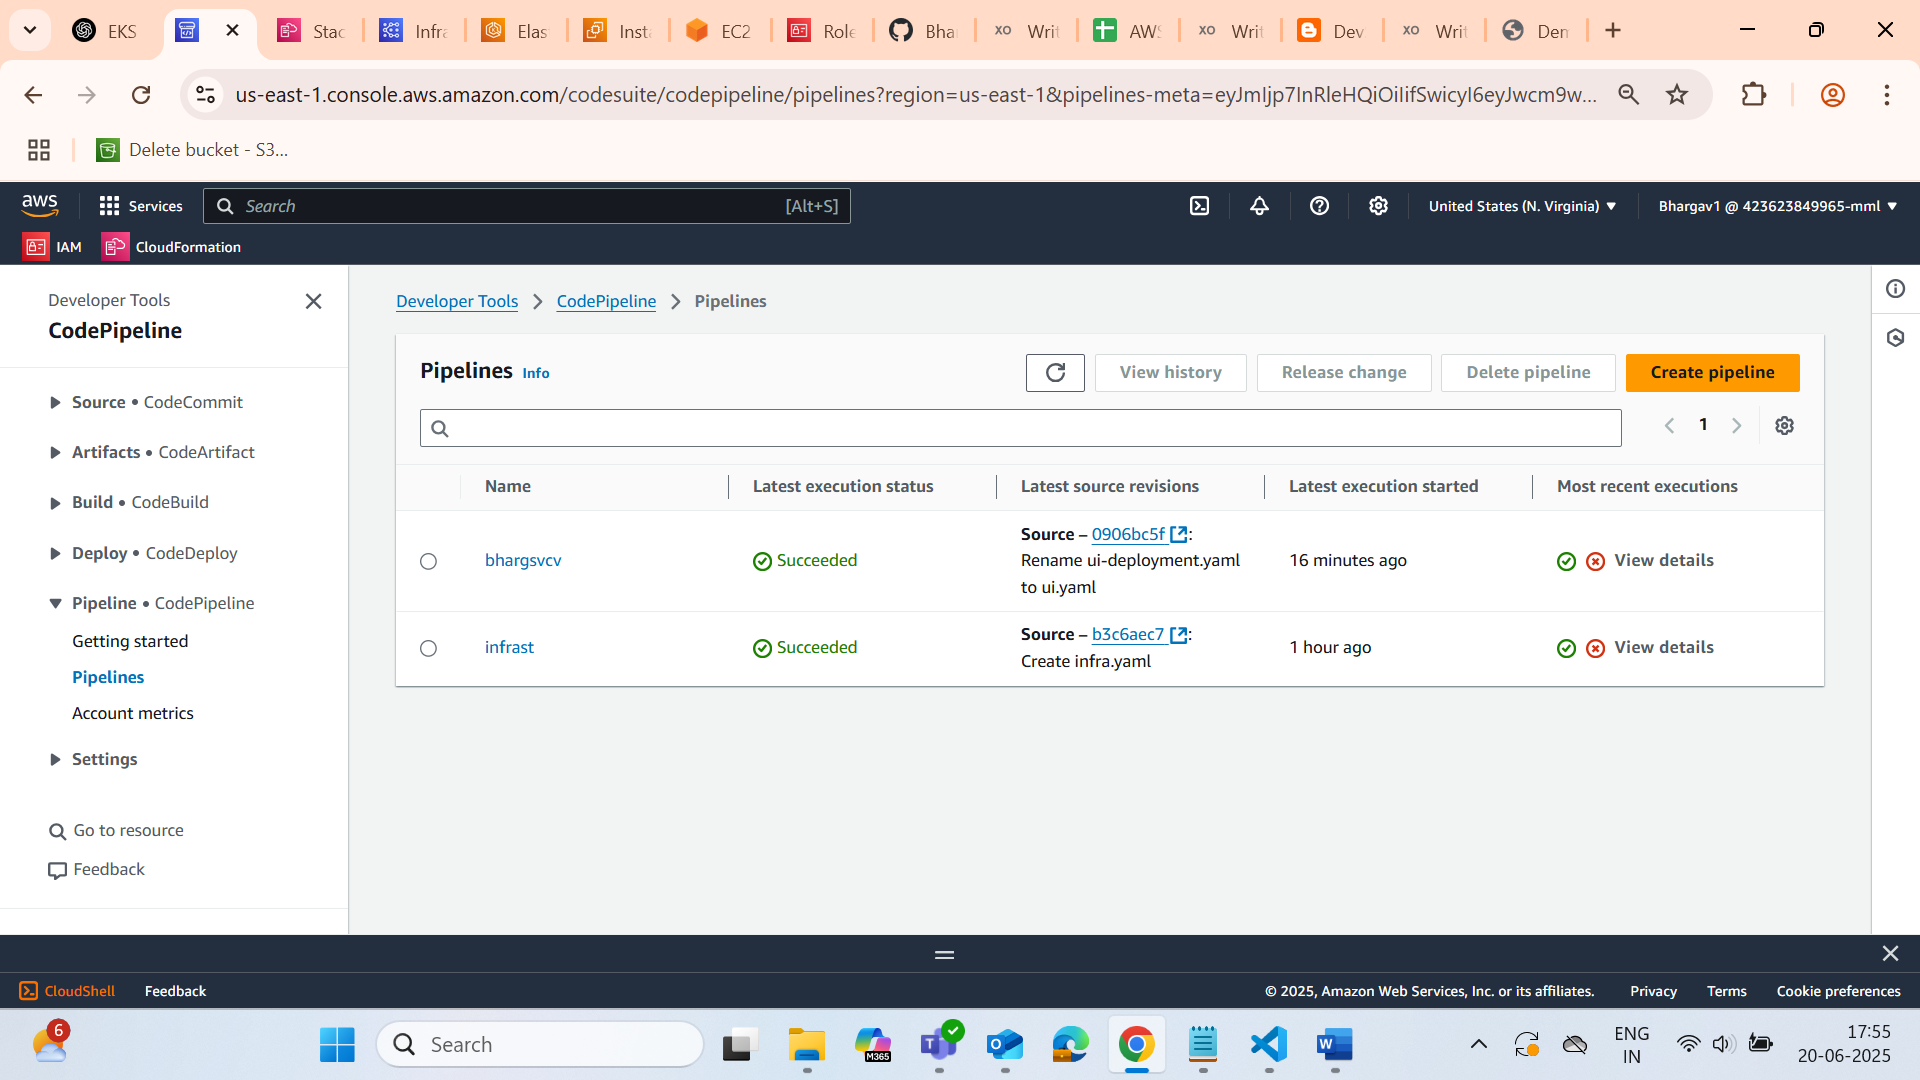 EKS
Stac
Infra
Elas
Insta
EC2
Role
Bha
XO Writ
AWS
XO Writ
Dev
XO Writ
Den
us-east-1.console.aws.amazon.com/codesuite/codepipeline/pipelines?region=us-east-1&pipelines-meta=eyJmIjp7InRleHQiOiIifSwicyI6eyJwcm9w...
Delete bucket - S3...
aws
Services
Search [Alt+S]
United States (N. Virginia)
Bhargav1 @ 423623849965-mml
IAM
CloudFormation
Developer Tools
CodePipeline
Source • CodeCommit
Artifacts • CodeArtifact
Build • CodeBuild
Deploy • CodeDeploy
Pipeline • CodePipeline
Getting started
Pipelines
Account metrics
Settings
Go to resource
Feedback
Developer Tools > CodePipeline > Pipelines
Pipelines Info
View history
Release change
Delete pipeline
Create pipeline
1
Name Latest execution status Latest source revisions Latest execution started Most recent executions
bhargsvcv Succeeded Source – 0906bc5f: Rename ui-deployment.yaml to ui.yaml 16 minutes ago View details
infrast Succeeded Source – b3c6aec7: Create infra.yaml 1 hour ago View details
CloudShell
Feedback
© 2025, Amazon Web Services, Inc. or its affiliates.
Privacy
Terms
Cookie preferences
6
Search
M365
ENG
IN
17:55
20-06-2025